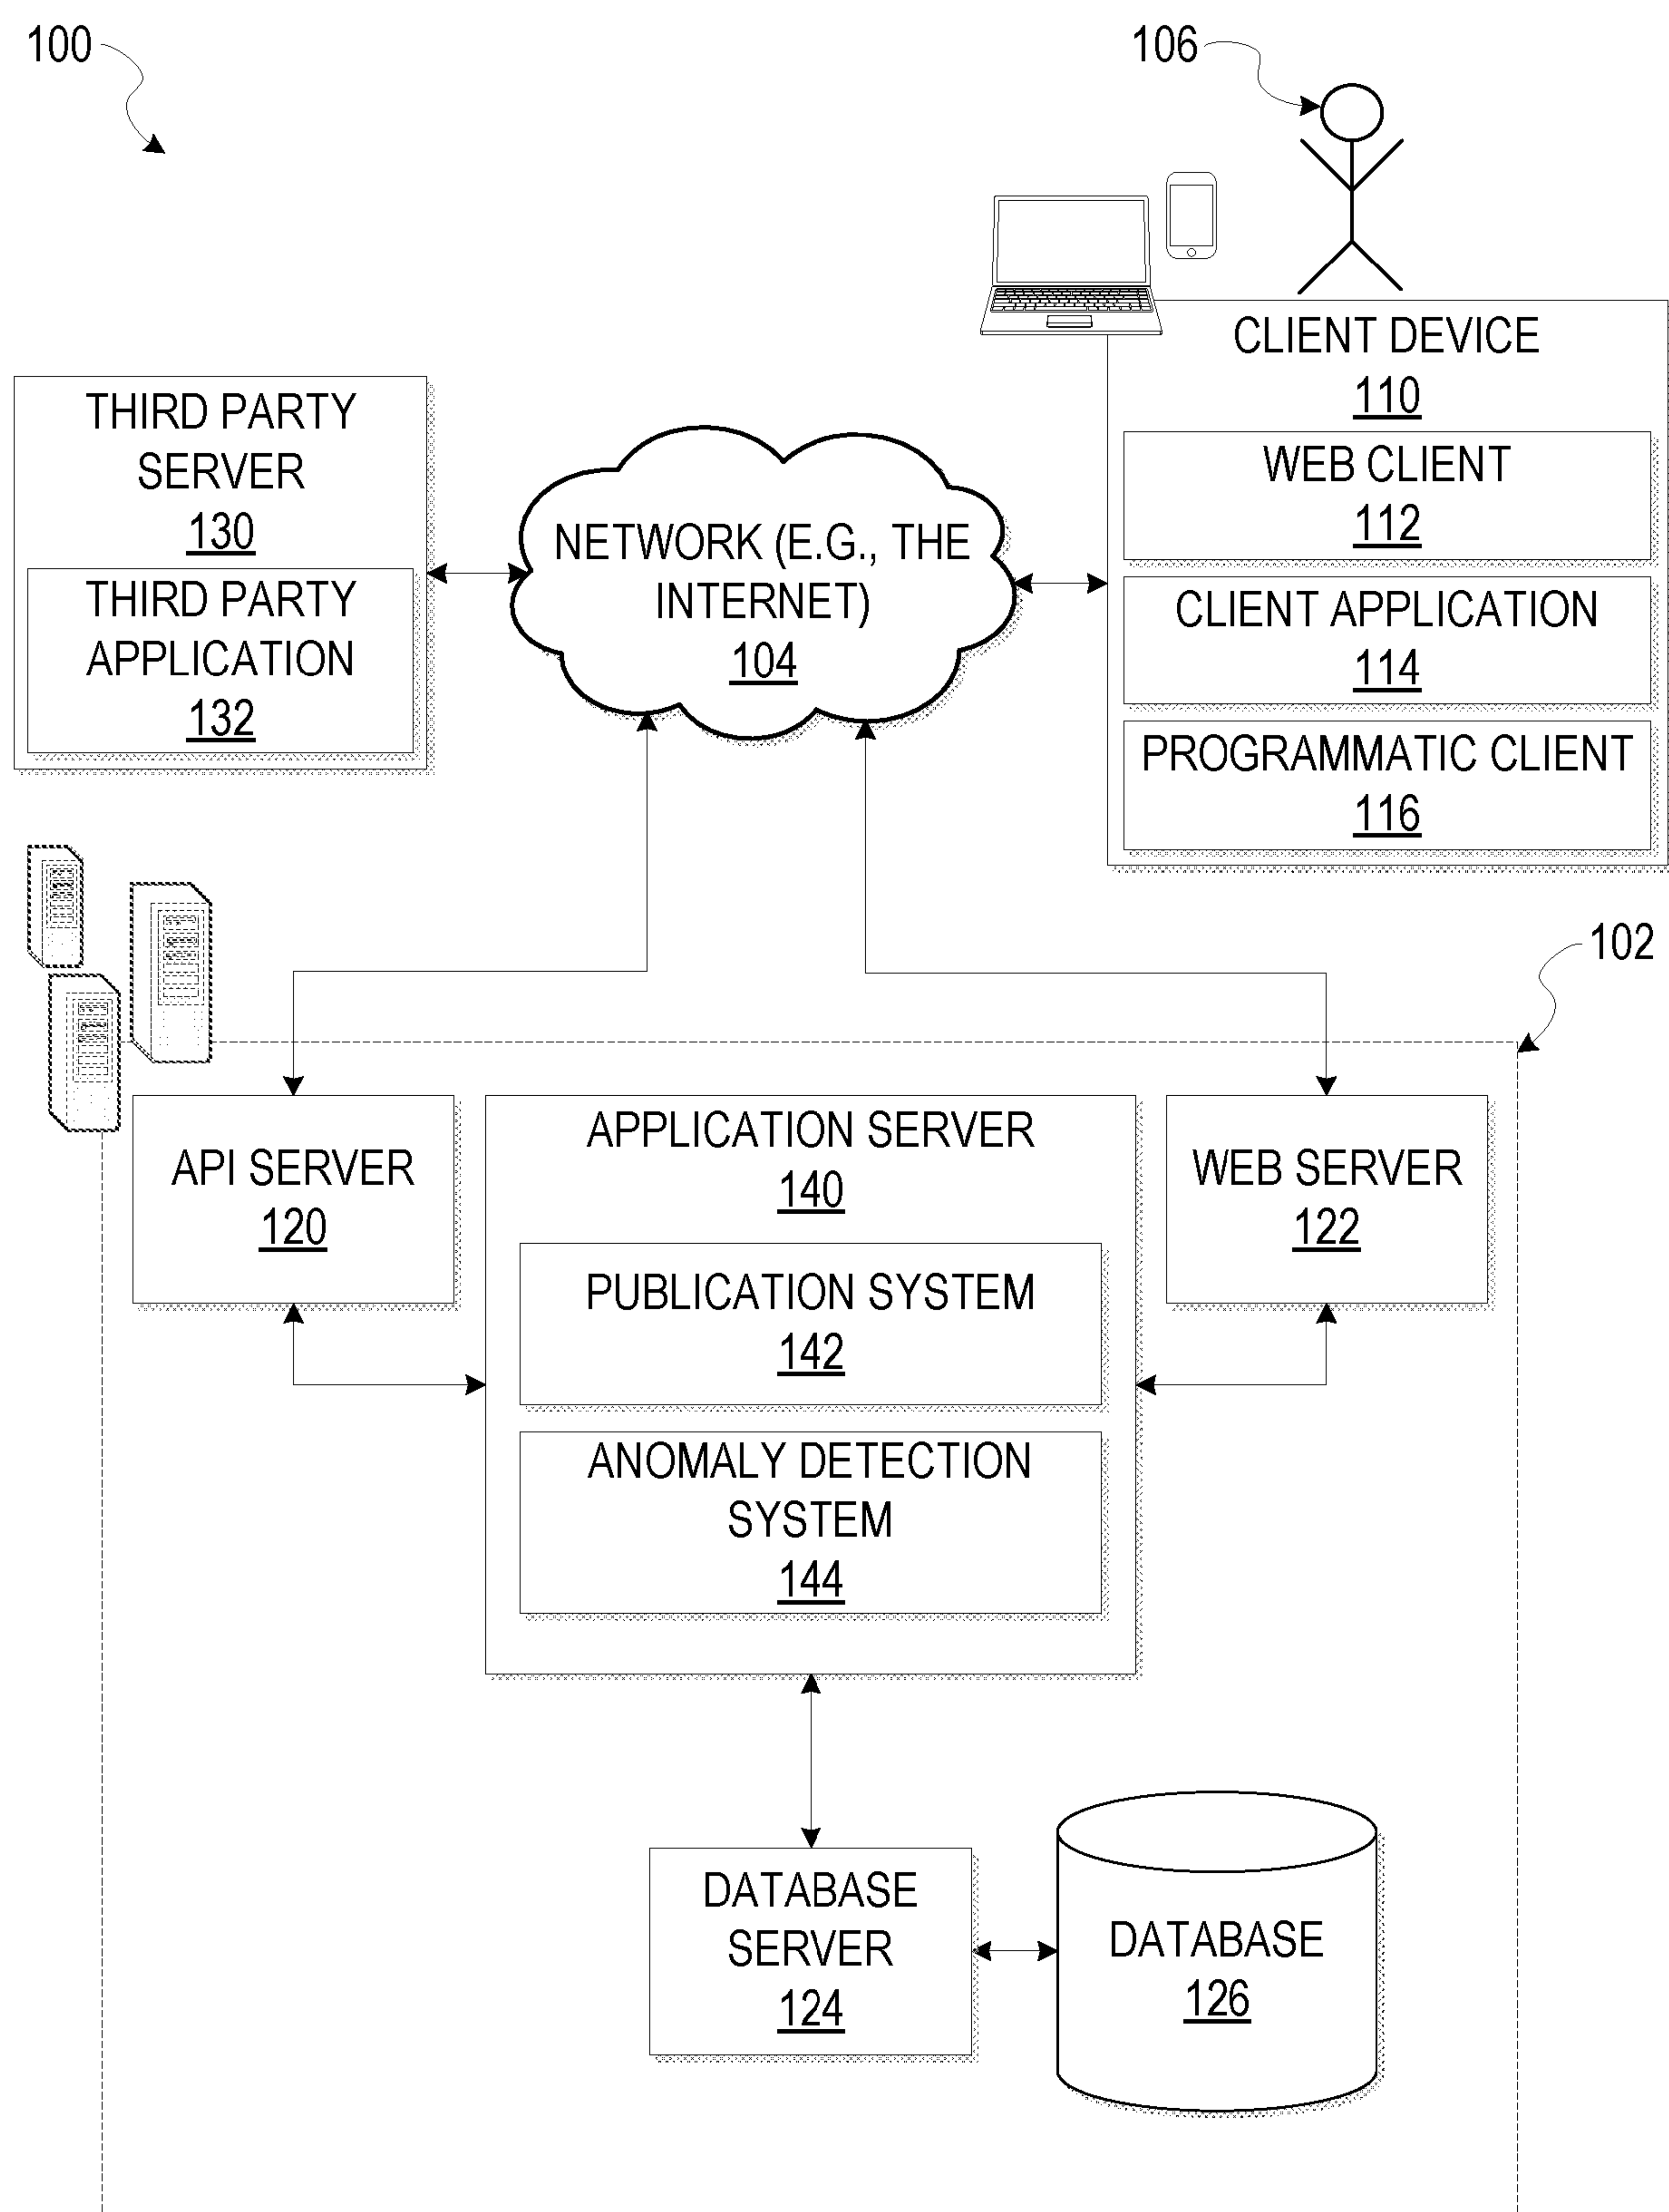 100
106
CLIENT DEVICE
110
WEB CLIENT
112
CLIENT APPLICATION
114
PROGRAMMATIC CLIENT
116
THIRD PARTY
SERVER
130
THIRD PARTY
APPLICATION
132
NETWORK (E.G., THE
INTERNET)
104
102
API SERVER
120
APPLICATION SERVER
140
PUBLICATION SYSTEM
142
ANOMALY DETECTION
SYSTEM
144
WEB SERVER
122
DATABASE
SERVER
124
DATABASE
126